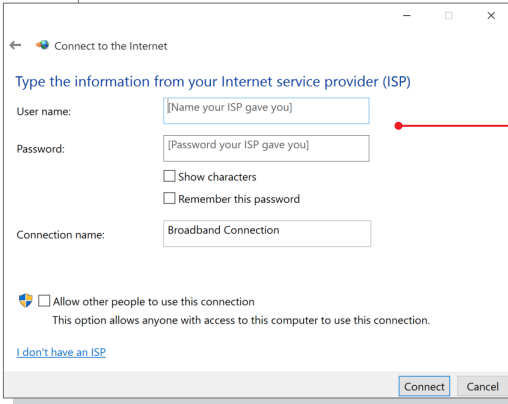 Connect to the Internet
Type the information from your Internet service provider (ISP)
User name:
[Name your ISP gave you]
Password:
[Password your ISP gave you]
Show characters
Remember this password
Connection name:
Broadband Connection
Allow other people to use this connection
This option allows anyone with access to this computer to use this connection.
I don't have an ISP
Connect
Cancel